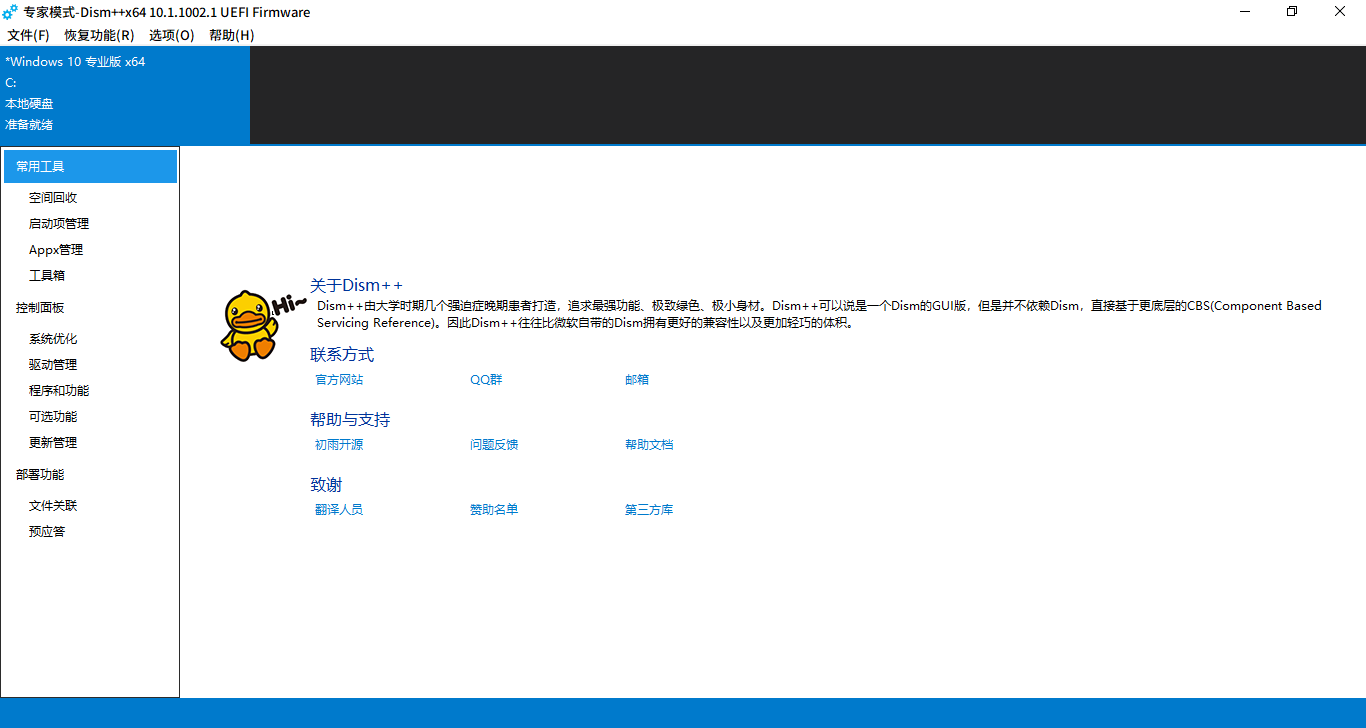 专家模式-Dism++x64 10.1.1002.1 UEFI Firmware
文件(F) 恢复功能(R) 选项(O) 帮助(H)
*Windows 10 专业版 x64
C:
本地硬盘
准备就绪
常用工具
空间回收
启动项管理
Appx管理
工具箱
控制面板
系统优化
驱动管理
程序和功能
可选功能
更新管理
部署功能
文件关联
预应答
Hi~
关于Dism++
Dism++由大学时期几个强迫症晚期患者打造，追求最强功能、极致绿色、极小身材。Dism++可以说是一个Dism的GUI版，但是并不依赖Dism，直接基于更底层的CBS(Component Based
Servicing Reference)。因此Dism++往往比微软自带的Dism拥有更好的兼容性以及更加轻巧的体积。
联系方式
官方网站 QQ群 邮箱
帮助与支持
初雨开源 问题反馈 帮助文档
致谢
翻译人员 赞助名单 第三方库